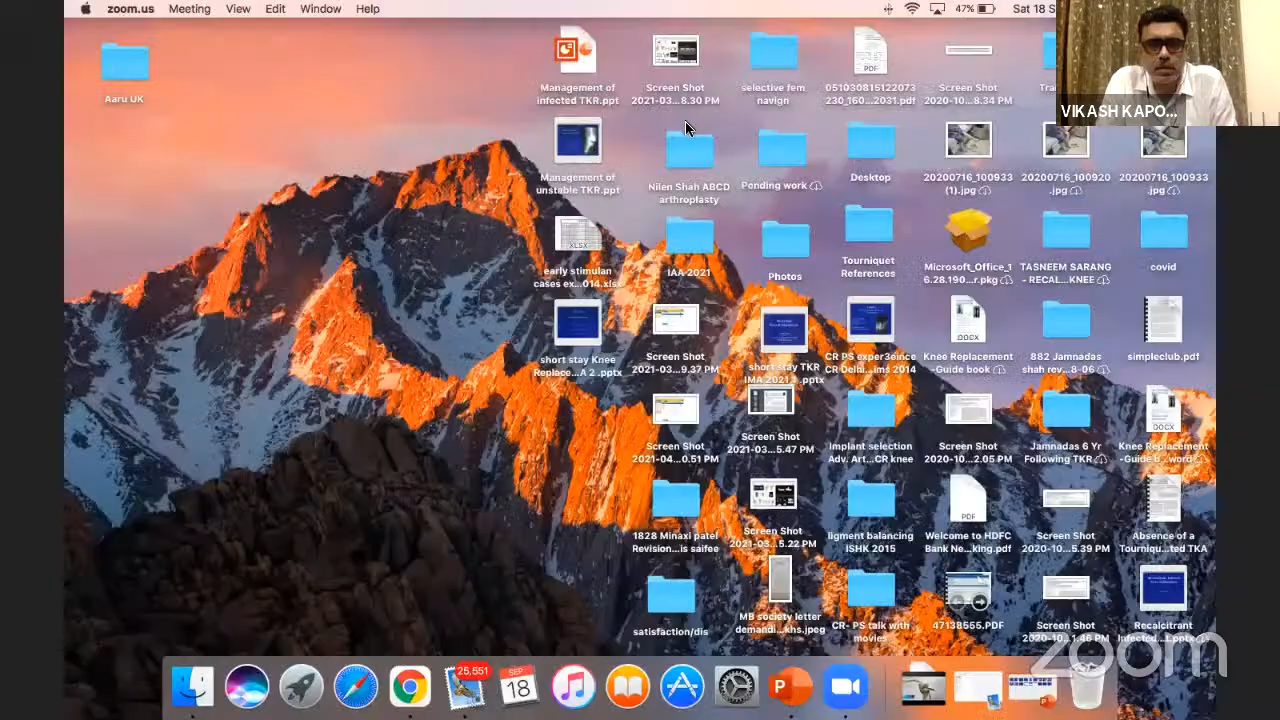 zoom.us Meeting View Edit Window Help 47% Sat 18 S
VIKASH KAPO...
Aaru UK
Management of
infected TKR.ppt
Screen Shot
2021-03...8.30 PM
selective fem
navign
051030815122073
230_160...2031.pdf
Screen Shot
2020-10...8.34 PM
PDF
Management of
unstable TKR.ppt
Nilen Shah ABCD
arthroplasty
Pending work
Desktop
20200716_100933
(1).jpg
20200716_100920
.jpg
20200716_100933
.jpg
XLSX
early stimulan
cases ex...014.xlsx
IAA 2021
Photos
Tourniquet
References
Microsoft_Office_1
6.28.190...r.pkg
TASNEEM SARANG
- RECAL...KNEE
covid
short stay Knee
Replace...A 2 .pptx
Screen Shot
2021-03...9.37 PM
short stay TKR
IMA 2021 1 .pptx
CR PS exper3eince
CR Delhi...ims 2014
DOCX
Knee Replacement
-Guide book
882 Jamnadas
shah rev...8-06
simpleclub.pdf
Screen Shot
2021-04...0.51 PM
Screen Shot
2021-03...5.47 PM
Implant selection
Adv. Art...CR knee
Screen Shot
2020-10...2.05 PM
Jamnadas 6 Yr
Following TKR
DOCX
Knee Replacement
-Guide b...word
1828 Minaxi patel
Revision...is saifee
Screen Shot
2021-03...5.22 PM
ligment balancing
ISHK 2015
PDF
Welcome to HDFC
Bank Ne...king.pdf
Screen Shot
2020-10...5.39 PM
Absence of a
Tourniqu...ted TKA
satisfaction/dis
MB society letter
demandi...khs.jpeg
CR- PS talk with
movies
47138555.PDF
Screen Shot
2020-10...1.46 PM
Recalcitrant
Infected...t.pptx
zoom
25,551
SEP
18